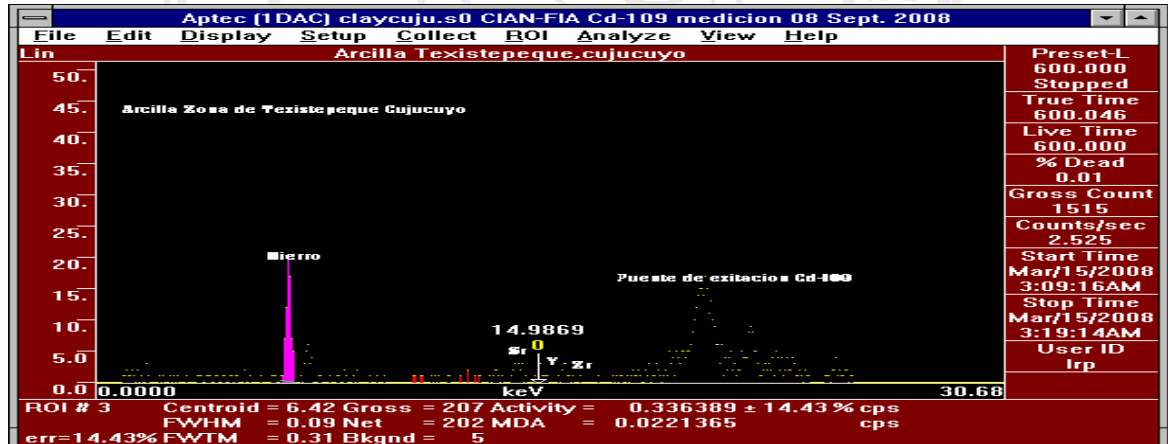 Aptec (1DAC) claycuju.s0 CIAN-FIA Cd-109 medicion 08 Sept. 2008
File Edit Display Setup Collect ROI Analyze View Help
Lin Arcilla Texistepeque,cujucuyo
50.
45.
40.
35.
30.
25.
20.
15.
10.
5.0
0.0
Arcilla Zona de Texistepeque Cujucuyo
Hierro
Puente de exitacion Cd-109
14.9869
Sr 0 Y Zr
0.0000 keV 30.68
Preset-L
600.000
Stopped
True Time
600.046
Live Time
600.000
% Dead
0.01
Gross Count
1515
Counts/sec
2.525
Start Time
Mar/15/2008
3:09:16AM
Stop Time
Mar/15/2008
3:19:14AM
User ID
lrp
ROI # 3 Centroid = 6.42 Gross = 207 Activity = 0.336389 ± 14.43 % cps
FWHM = 0.09 Net = 202 MDA = 0.0221365 cps
err=14.43% FWTM = 0.31 Bkgnd = 5